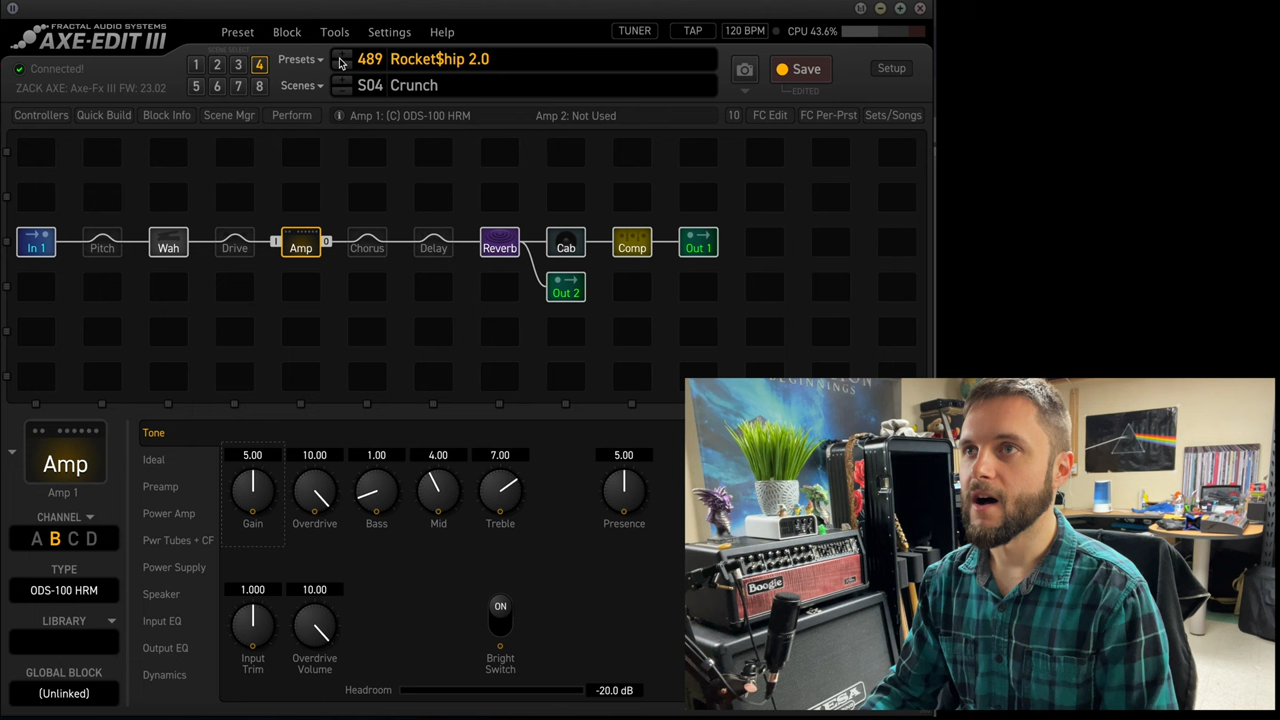 FRACTAL AUDIO SYSTEMS
AXE-EDIT III
Preset Block Tools Settings Help
TUNER TAP 120 BPM CPU 43.6%
Connected!
ZACK AXE: Axe-Fx III FW: 23.02
SCENE SELECT
1 2 3 4
5 6 7 8
Presets 489 Rocket$hip 2.0
Scenes S04 Crunch
Save
EDITED
Setup
Controllers Quick Build Block Info Scene Mgr Perform
Amp 1: (C) ODS-100 HRM Amp 2: Not Used
10 FC Edit FC Per-Prst Sets/Songs
In 1 Pitch Wah Drive I Amp O Chorus Delay Reverb Cab Comp Out 1
Out 2
Amp
Amp 1
CHANNEL
A B C D
TYPE
ODS-100 HRM
LIBRARY
GLOBAL BLOCK
(Unlinked)
Tone
Ideal
Preamp
Power Amp
Pwr Tubes + CF
Power Supply
Speaker
Input EQ
Output EQ
Dynamics
5.00 10.00 1.00 4.00 7.00 5.00
Gain Overdrive Bass Mid Treble Presence
1.000 10.00
ON
Input Trim
Overdrive Volume
Bright Switch
Headroom -20.0 dB
BEGINNINGS
Boogie
MESA